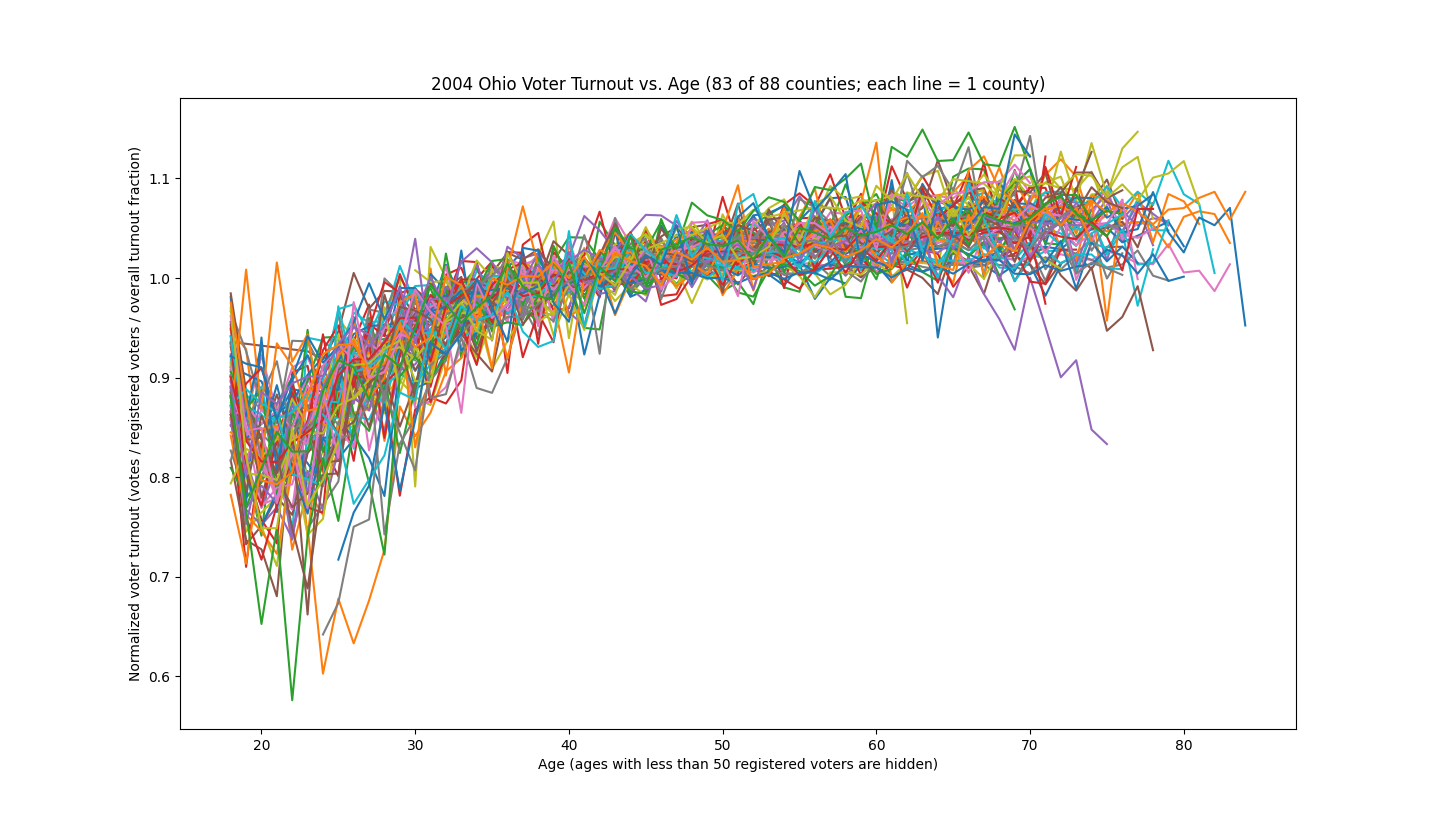 2004 Ohio Voter Turnout vs. Age (83 of 88 counties; each line = 1 county)
Normalized voter turnout (votes / registered voters / overall turnout fraction)
1.1
1.0
0.9
0.8
0.7
0.6
20 30 40 50 60 70 80
Age (ages with less than 50 registered voters are hidden)